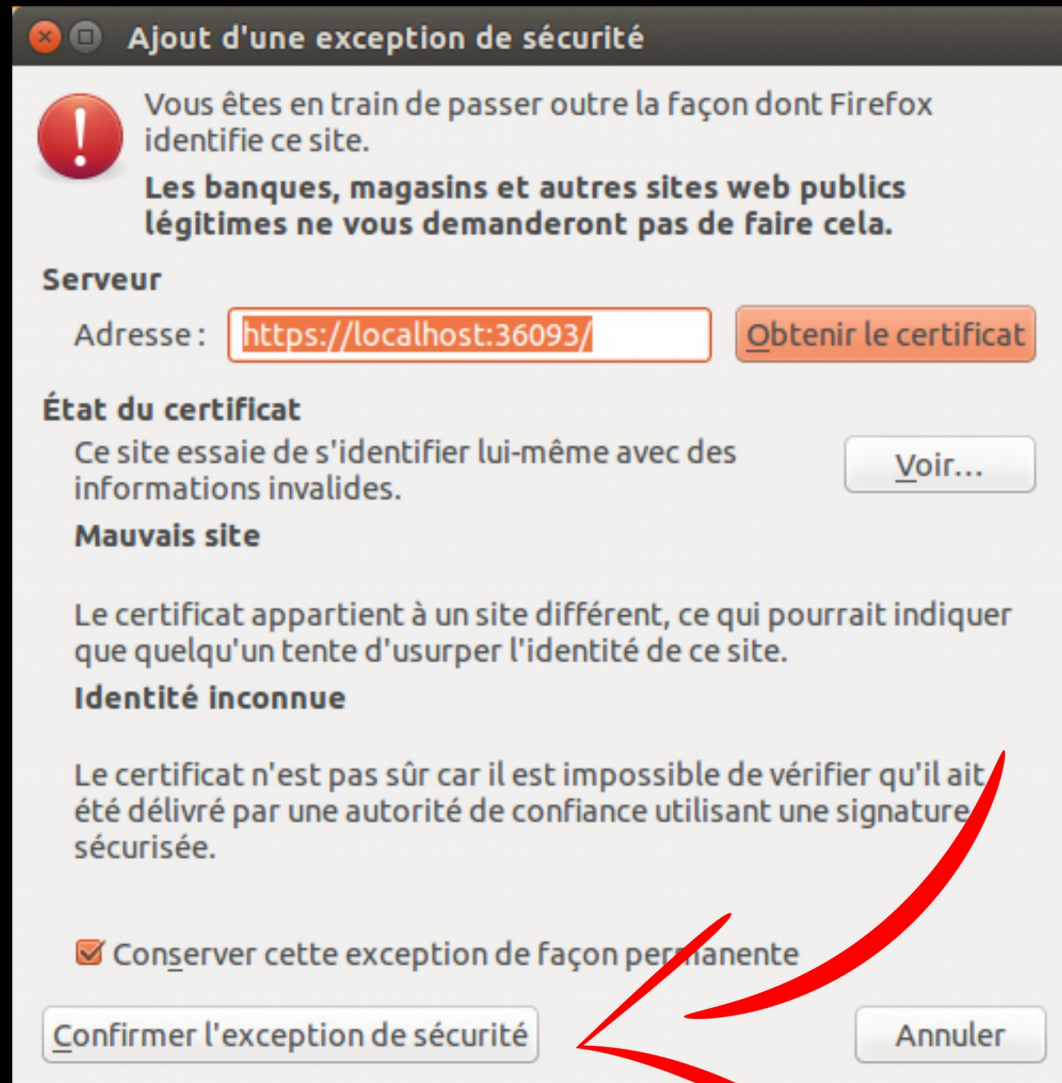 Ajout d'une exception de sécurité
Vous êtes en train de passer outre la façon dont Firefox
identifie ce site.
Les banques, magasins et autres sites web publics
légitimes ne vous demanderont pas de faire cela.
Serveur
Adresse : https://localhost:36093/ Obtenir le certificat
État du certificat
Ce site essaie de s'identifier lui-même avec des
informations invalides.
Voir...
Mauvais site
Le certificat appartient à un site différent, ce qui pourrait indiquer
que quelqu'un tente d'usurper l'identité de ce site.
Identité inconnue
Le certificat n'est pas sûr car il est impossible de vérifier qu'il ait
été délivré par une autorité de confiance utilisant une signature
sécurisée.
Conserver cette exception de façon permanente
Confirmer l'exception de sécurité Annuler